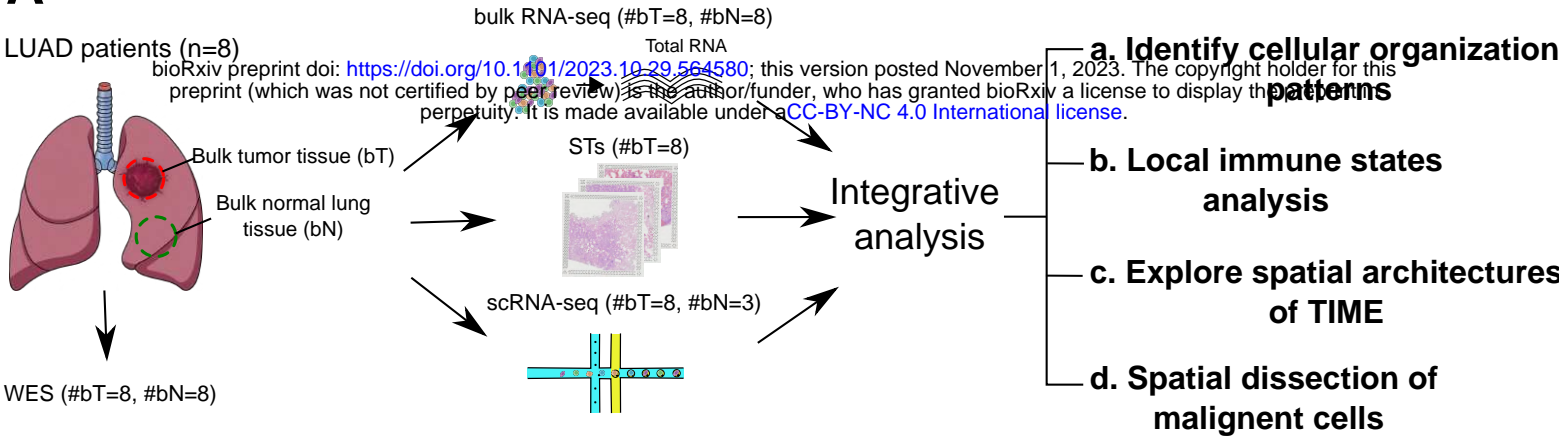 bulk RNA-seq (#bT=8, #bN=8)
LUAD patients (n=8)
Total RNA
bioRxiv preprint doi: https://doi.org/10.1101/2023.10.29.564580; this version posted November 1, 2023. The copyright holder for this
preprint (which was not certified by peer review) is the author/funder, who has granted bioRxiv a license to display the preprint in
perpetuity. It is made available under aCC-BY-NC 4.0 International license.
Bulk tumor tissue (bT)
Bulk normal lung
tissue (bN)
WES (#bT=8, #bN=8)
STs (#bT=8)
scRNA-seq (#bT=8, #bN=3)
Integrative
analysis
a. Identify cellular organization
patterns
b. Local immune states
analysis
c. Explore spatial architectures
of TIME
d. Spatial dissection of
malignent cells